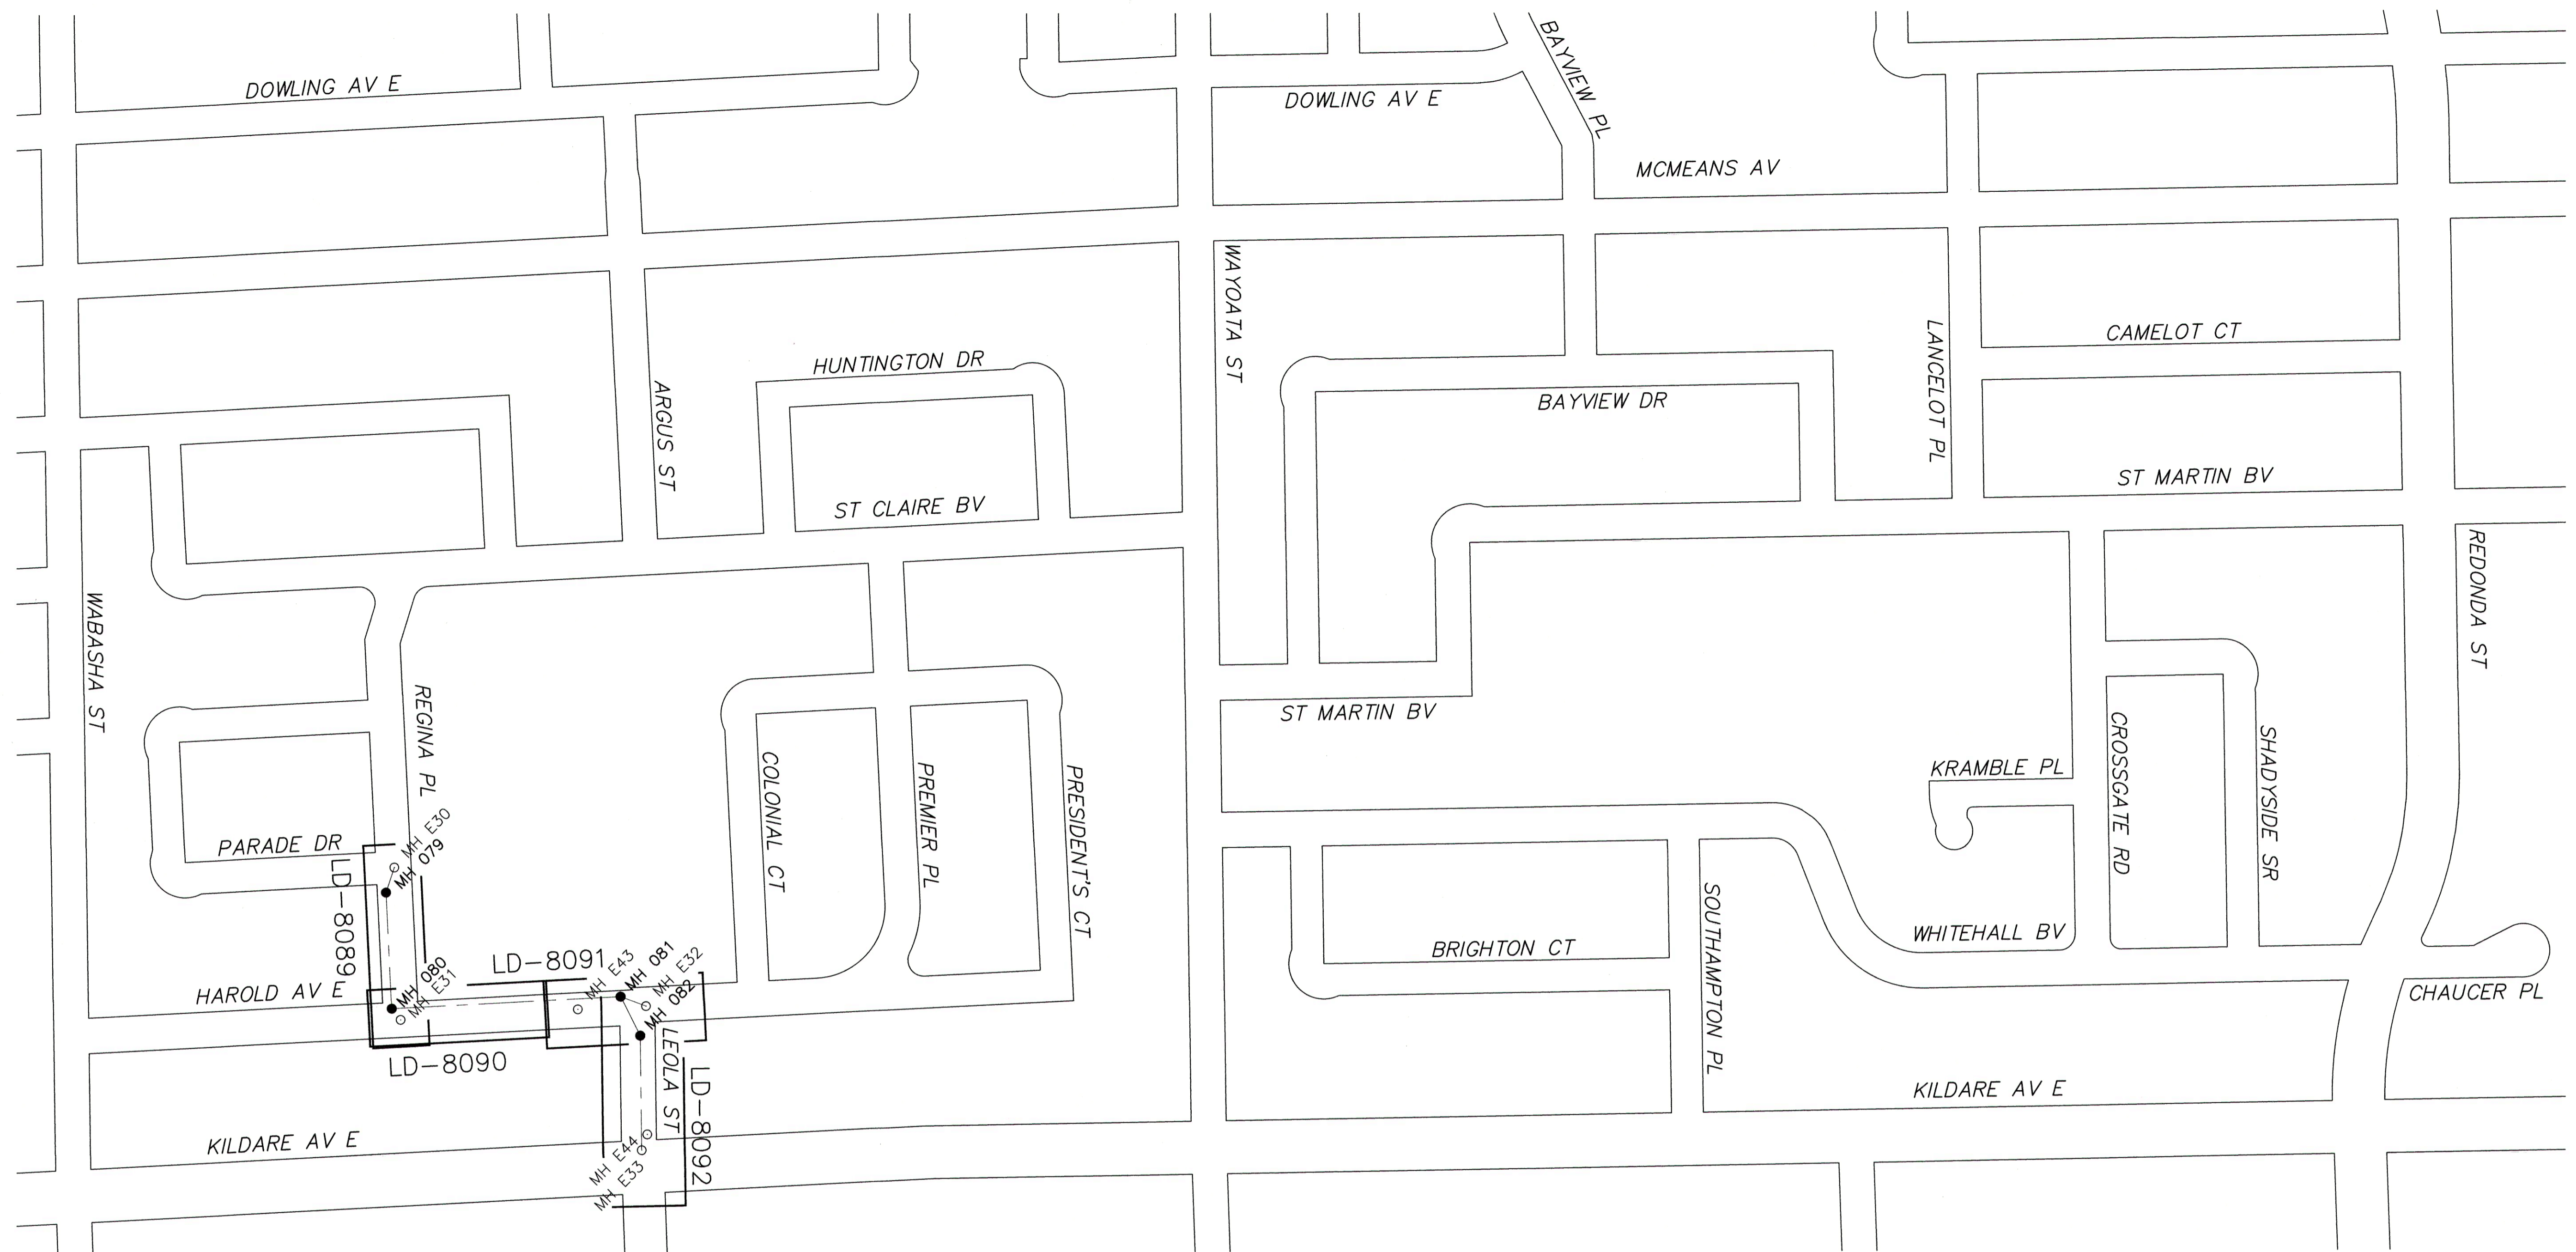 DOWLING AV E
BAYVIEW PL
DOWLING AV E
MCMEANS AV
WAYOATA ST
LANCELOT PL
CAMELOT CT
HUNTINGTON DR
ARGUS ST
BAYVIEW DR
ST CLAIRE BV
ST MARTIN BV
WABASHA ST
REDONDA ST
REGINA PL
ST MARTIN BV
COLONIAL CT
PREMIER PL
PRESIDENT'S CT
KRAMBLE PL
CROSSGATE RD
SHADYSIDE SR
PARADE DR
MH E30
MH 079
LD-8089
SOUTHAMPTON PL
WHITEHALL BV
BRIGHTON CT
LD-8091
MH E43
MH 081
MH E32
MH 082
HAROLD AV E
MH 080
MH E31
CHAUCER PL
LD-8090
LEOLA ST
LD-8092
KILDARE AV E
KILDARE AV E
MH E44
MH E33